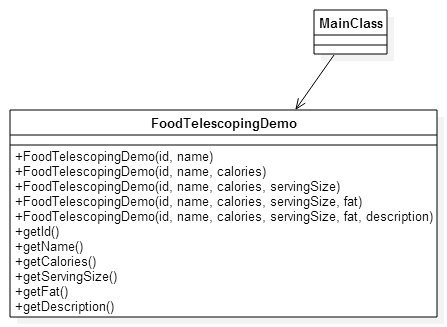 MainClass
FoodTelescopingDemo
+FoodTelescopingDemo(id, name)
+FoodTelescopingDemo(id, name, calories)
+FoodTelescopingDemo(id, name, calories, servingSize)
+FoodTelescopingDemo(id, name, calories, servingSize, fat)
+FoodTelescopingDemo(id, name, calories, servingSize, fat, description)
+getId()
+getName()
+getCalories()
+getServingSize()
+getFat()
+getDescription()